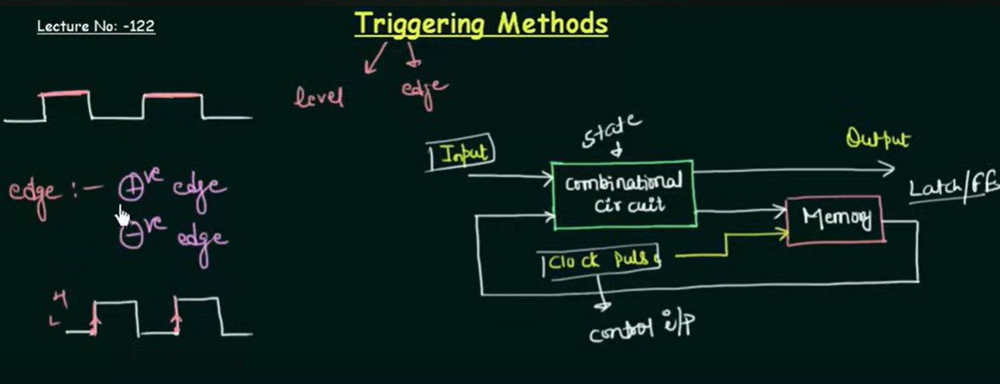 Lecture No: -122
Triggering Methods
level
edge
edge :- ⊕ve edge
⊖ve edge
H
L
State
Input
Combinational
Circuit
Output
Latch/FF
Memory
Clock Pulse
Control i/P